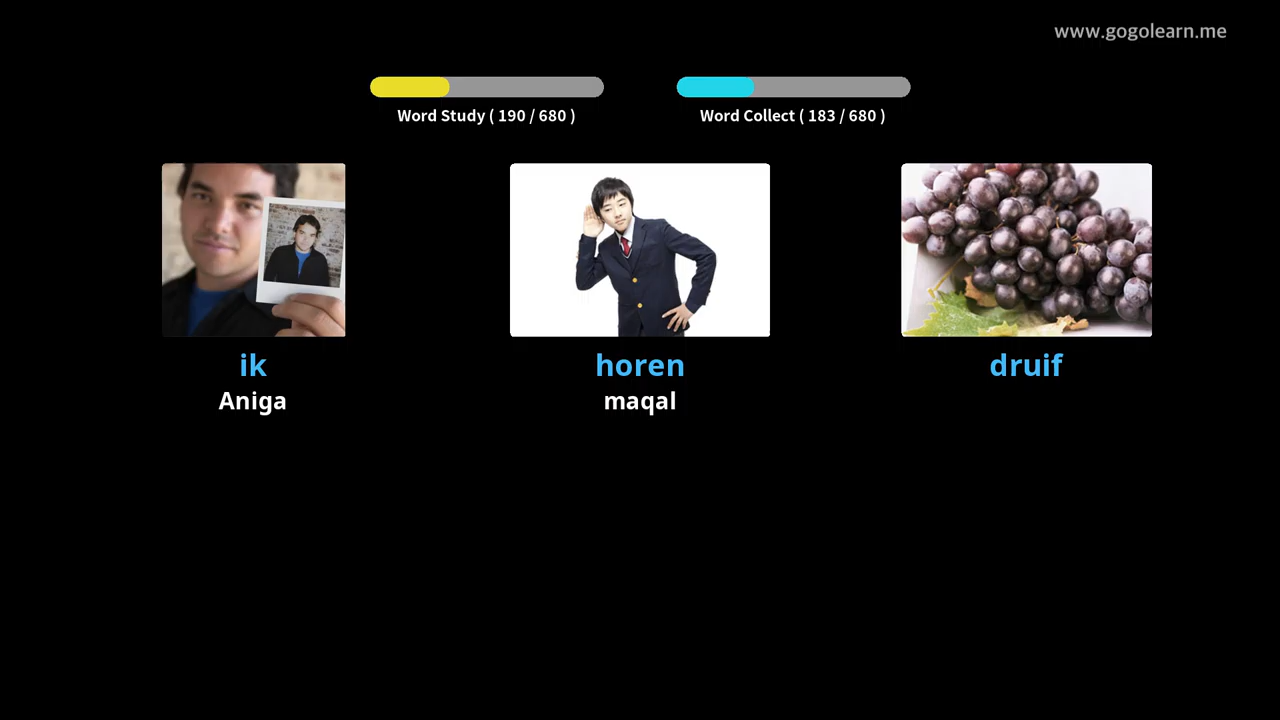 www.gogolearn.me
Word Study ( 190 / 680 )
Word Collect ( 183 / 680 )
ik
Aniga
horen
maqal
druif